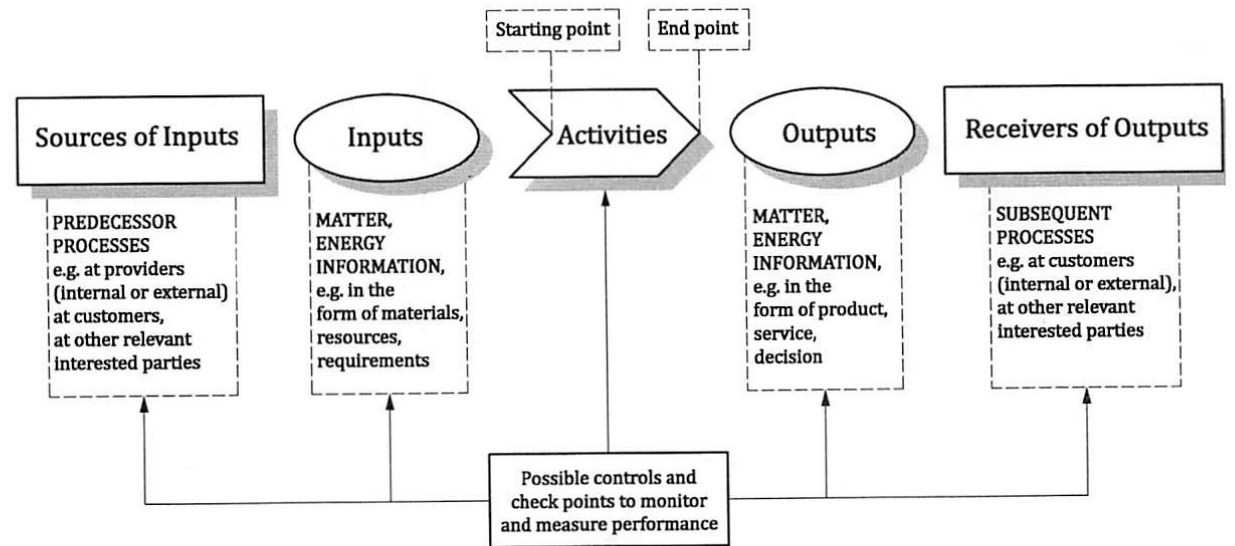 Starting point
End point
Sources of Inputs
Inputs
Activities
Outputs
Receivers of Outputs
PREDECESSOR
PROCESSES
e.g. at providers
(internal or external)
at customers,
at other relevant
interested parties
MATTER,
ENERGY
INFORMATION,
e.g. in the
form of materials,
resources,
requirements
MATTER,
ENERGY
INFORMATION,
e.g. in the
form of product,
service,
decision
SUBSEQUENT
PROCESSES
e.g. at customers
(internal or external),
at other relevant
interested parties
Possible controls and
check points to monitor
and measure performance